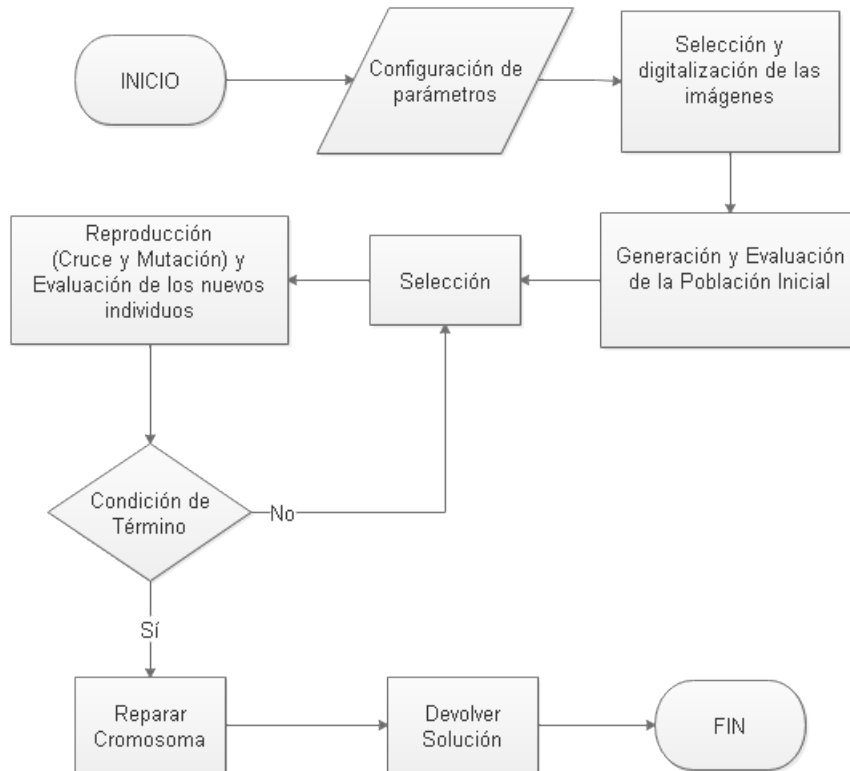 INICIO
Configuración de
parámetros
Selección y
digitalización de las
imágenes
Generación y Evaluación
de la Población Inicial
Selección
Reproducción
(Cruce y Mutación) y
Evaluación de los nuevos
individuos
Condición de
Término
No
Sí
Reparar
Cromosoma
Devolver
Solución
FIN